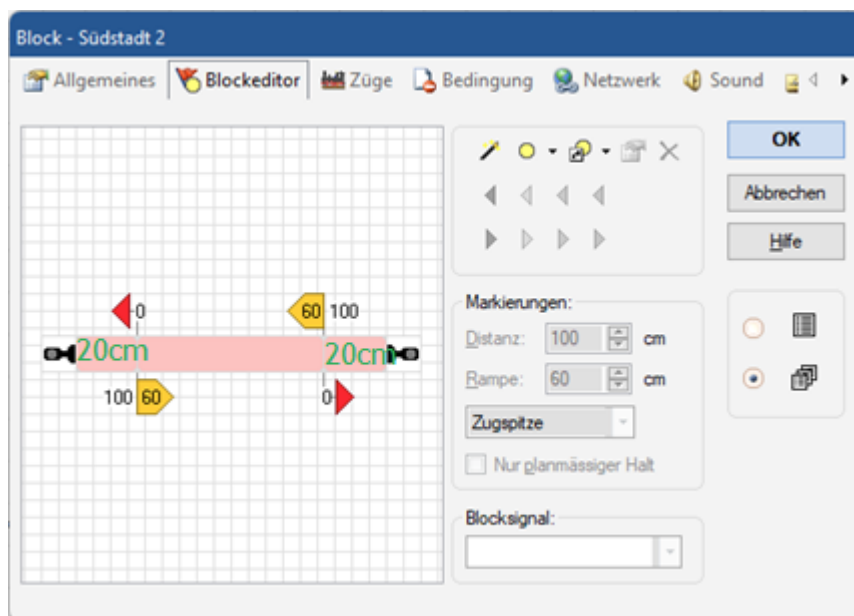 Block - Südstadt 2
Allgemeines Blockeditor Züge Bedingung Netzwerk Sound
OK
Abbrechen
Hilfe
0 60 100
20cm 20cm
100 60 0
Markierungen:
Distanz: 100 cm
Rampe: 60 cm
Zugspitze
Nur planmässiger Halt
Blocksignal: